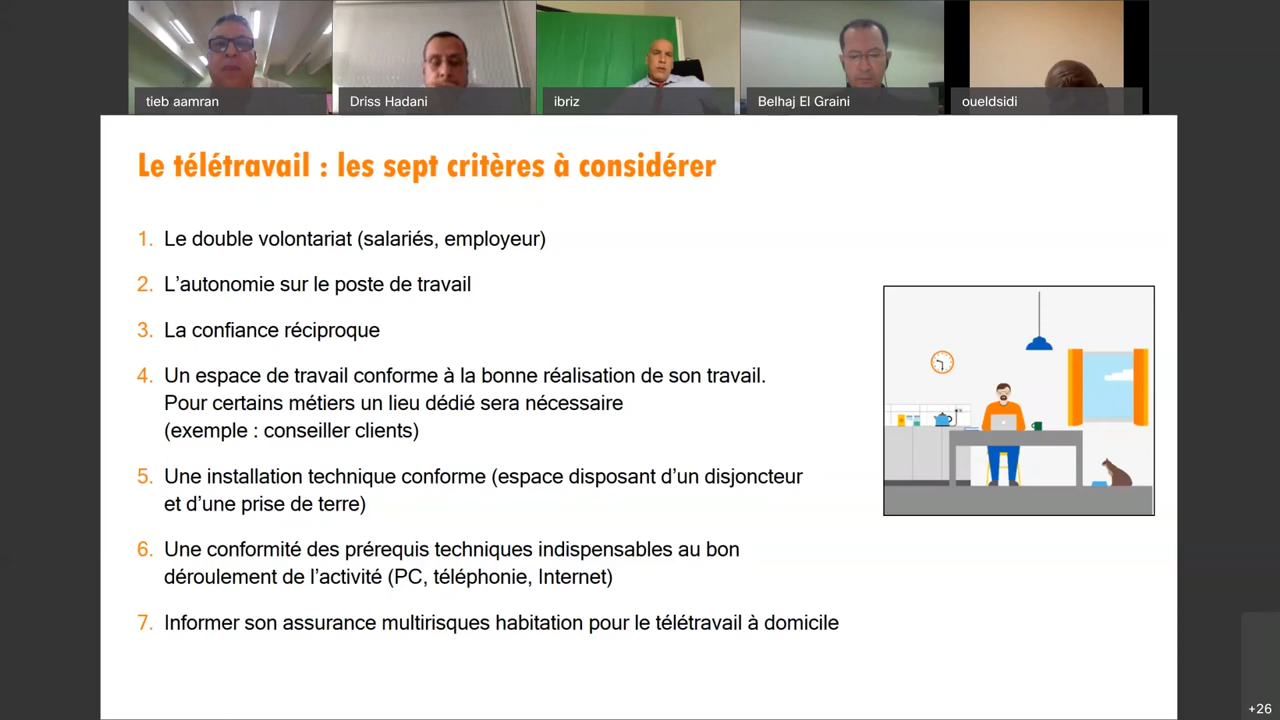 tieb aamran
Driss Hadani
ibriz
Belhaj El Graini
oueldsidi
Le télétravail : les sept critères à considérer
1. Le double volontariat (salariés, employeur)
2. L’autonomie sur le poste de travail
3. La confiance réciproque
4. Un espace de travail conforme à la bonne réalisation de son travail.
Pour certains métiers un lieu dédié sera nécessaire
(exemple : conseiller clients)
5. Une installation technique conforme (espace disposant d’un disjoncteur
et d’une prise de terre)
6. Une conformité des prérequis techniques indispensables au bon
déroulement de l’activité (PC, téléphonie, Internet)
7. Informer son assurance multirisques habitation pour le télétravail à domicile
+26